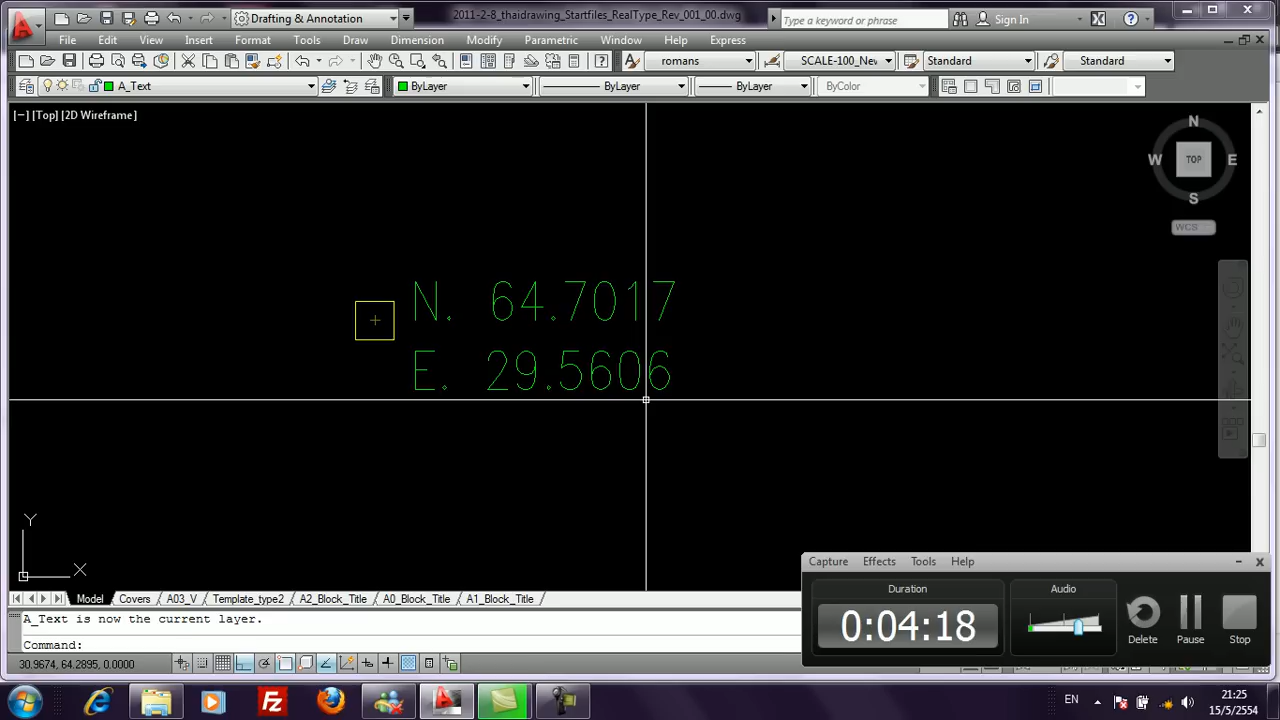 Drafting & Annotation
2011-2-8_thaidrawing_Startfiles_RealType_Rev_001_00.dwg
Type a keyword or phrase
Sign In
File Edit View Insert Format Tools Draw Dimension Modify Parametric Window Help Express
romans SCALE-100_New Standard Standard
A_Text ByLayer ByLayer ByLayer ByColor
[−] [Top] [2D Wireframe]
N
W TOP E
S
WCS
N. 64.7017
E. 29.5606
Y
X
Capture Effects Tools Help
Duration Audio
0:04:18
Delete Pause Stop
Model Covers A03_V Template_type2 A2_Block_Title A0_Block_Title A1_Block_Title
A_Text is now the current layer.
Command:
30.9674, 64.2895, 0.0000
EN
21:25
15/5/2554